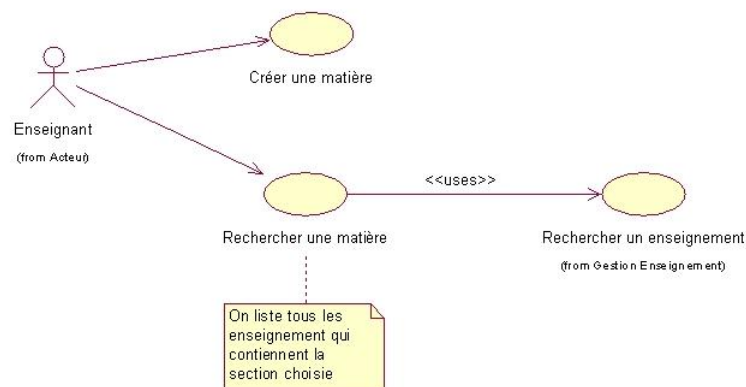 Créer une matière
Enseignant
(from Acteur)
<<uses>>
Rechercher une matière
Rechercher un enseignement
(from Gestion Enseignement)
On liste tous les
enseignement qui
contiennent la
section choisie